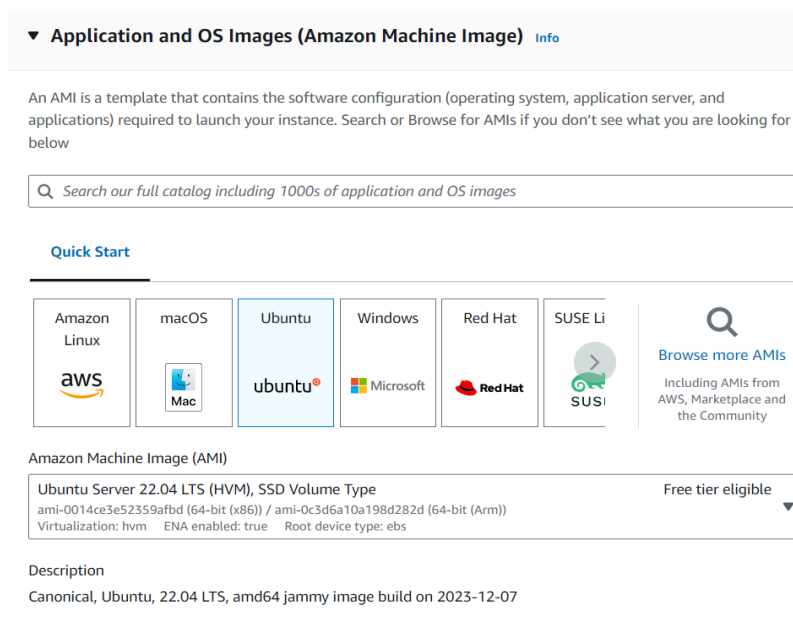 Application and OS Images (Amazon Machine Image) Info
An AMI is a template that contains the software configuration (operating system, application server, and
applications) required to launch your instance. Search or Browse for AMIs if you don’t see what you are looking for
below
Search our full catalog including 1000s of application and OS images
Quick Start
Amazon
Linux
aws
macOS
Mac
Ubuntu
ubuntu
Windows
Microsoft
Red Hat
Red Hat
SUSE Li
SUS
Browse more AMIs
Including AMIs from
AWS, Marketplace and
the Community
Amazon Machine Image (AMI)
Ubuntu Server 22.04 LTS (HVM), SSD Volume Type
Free tier eligible
ami-0014ce3e52359afbd (64-bit (x86)) / ami-0c3d6a10a198d282d (64-bit (Arm))
Virtualization: hvm ENA enabled: true Root device type: ebs
Description
Canonical, Ubuntu, 22.04 LTS, amd64 jammy image build on 2023-12-07